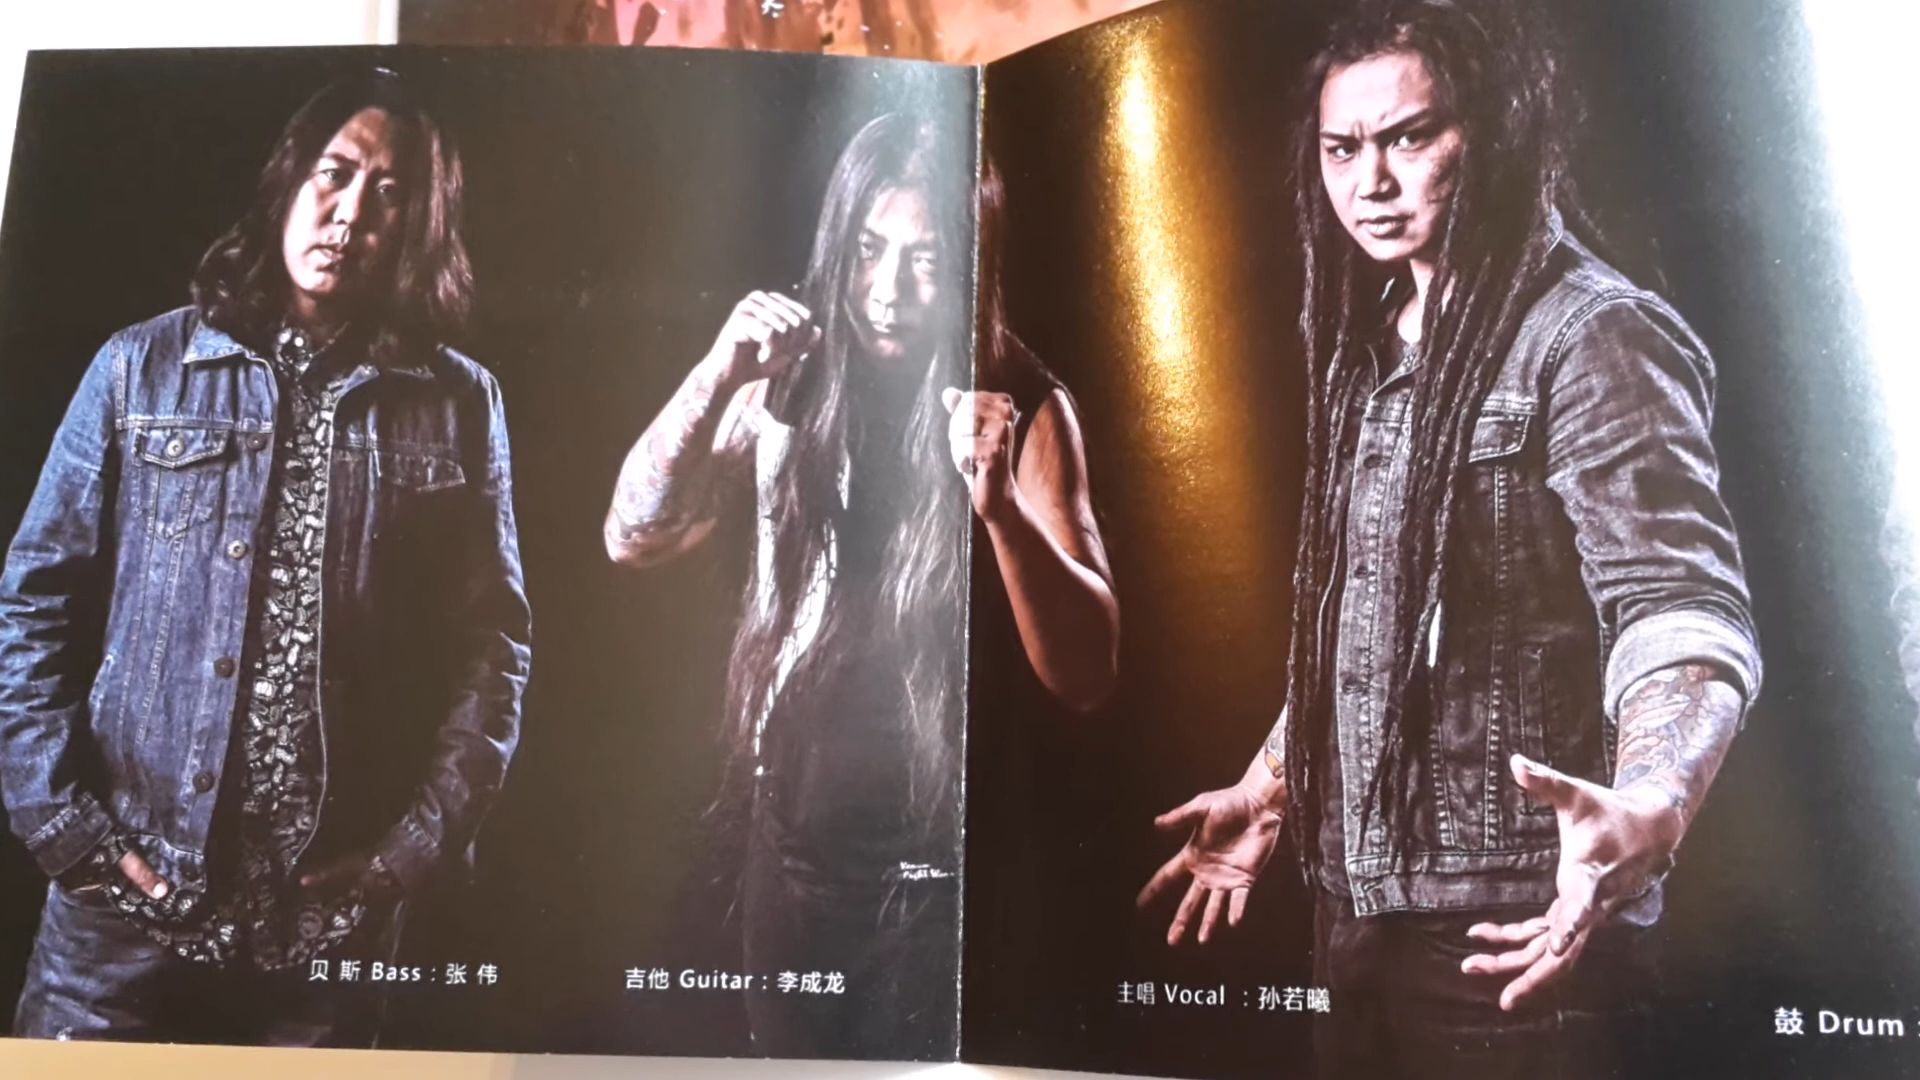 贝 斯 Bass : 张 伟
吉他 Guitar : 李成龙
主唱 Vocal : 孙若曦
鼓 Drum :